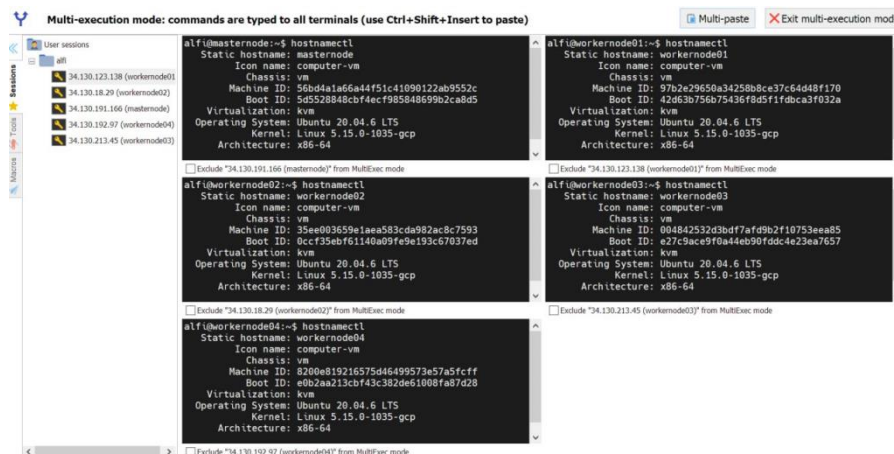 Multi-execution mode: commands are typed to all terminals (use Ctrl+Shift+Insert to paste)
Multi-paste
Exit multi-execution mod
Sessions
Tools
Macros
User sessions
alfi
34.130.123.138 (workernode01
34.130.18.29 (workernode02)
34.130.191.166 (masternode)
34.130.192.97 (workernode04)
34.130.213.45 (workernode03)
alfi@masternode:~$ hostnamectl
Static hostname: masternode
Icon name: computer-vm
Chassis: vm
Machine ID: 56bd4a1a66a44f51c41090122ab9552c
Boot ID: 5d5528848cbf4ecf985848699b2ca8d5
Virtualization: kvm
Operating System: Ubuntu 20.04.6 LTS
Kernel: Linux 5.15.0-1035-gcp
Architecture: x86-64
Exclude "34.130.191.166 (masternode)" from MultiExec mode
alfi@workernode01:~$ hostnamectl
Static hostname: workernode01
Icon name: computer-vm
Chassis: vm
Machine ID: 97b2e29650a34258b8ce37c64d48f170
Boot ID: 42d63b756b75436f8d5f1fdbca3f032a
Virtualization: kvm
Operating System: Ubuntu 20.04.6 LTS
Kernel: Linux 5.15.0-1035-gcp
Architecture: x86-64
Exclude "34.130.123.138 (workernode01)" from MultiExec mode
alfi@workernode02:~$ hostnamectl
Static hostname: workernode02
Icon name: computer-vm
Chassis: vm
Machine ID: 35ee003659e1aea583cda982ac8c7593
Boot ID: 0ccf35ebf61140a09fe9e193c67037ed
Virtualization: kvm
Operating System: Ubuntu 20.04.6 LTS
Kernel: Linux 5.15.0-1035-gcp
Architecture: x86-64
Exclude "34.130.18.29 (workernode02)" from MultiExec mode
alfi@workernode03:~$ hostnamectl
Static hostname: workernode03
Icon name: computer-vm
Chassis: vm
Machine ID: 004842532d3bdf7afd9b2f10753eea85
Boot ID: e27c9ace9f0a44eb90fddc4e23ea7657
Virtualization: kvm
Operating System: Ubuntu 20.04.6 LTS
Kernel: Linux 5.15.0-1035-gcp
Architecture: x86-64
Exclude "34.130.213.45 (workernode03)" from MultiExec mode
alfi@workernode04:~$ hostnamectl
Static hostname: workernode04
Icon name: computer-vm
Chassis: vm
Machine ID: 8200e819216575d46499573e57a5fcff
Boot ID: e0b2aa213cbf43c382de61008fa87d28
Virtualization: kvm
Operating System: Ubuntu 20.04.6 LTS
Kernel: Linux 5.15.0-1035-gcp
Architecture: x86-64
Exclude "34.130.192.97 (workernode04)" from MultiExec mode